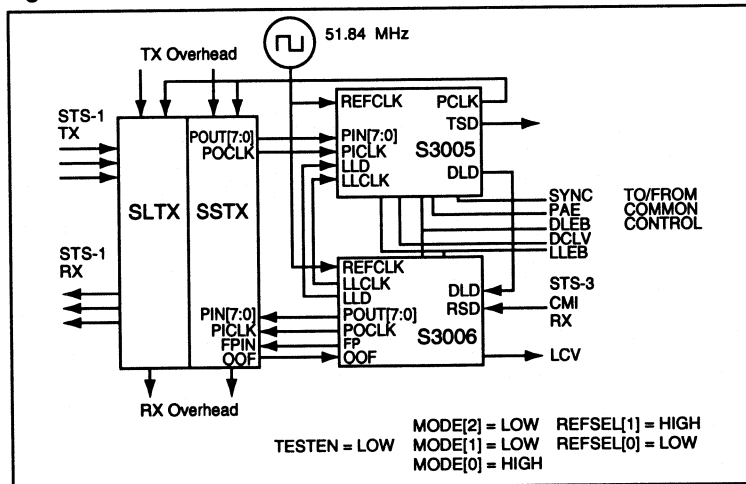 51.84 MHz
TX Overhead
STS-1
TX
REFCLK
PCLK
TSD
POUT[7:0]
POCLK
PIN[7:0]
PICLK
S3005
LLD
LLCLK
DLD
SLTX
SSTX
SYNC
PAE
DLEB
DCLV
LLEB
TO/FROM
COMMON
CONTROL
STS-1
RX
REFCLK
LLCLK
LLD
DLD
RSD
STS-3
CMI
RX
PIN[7:0]
PICLK
FPIN
OOF
POUT[7:0]
POCLK
FP
OOF
S3006
LCV
RX Overhead
TESTEN = LOW
MODE[2] = LOW
MODE[1] = LOW
MODE[0] = HIGH
REFSEL[1] = HIGH
REFSEL[0] = LOW